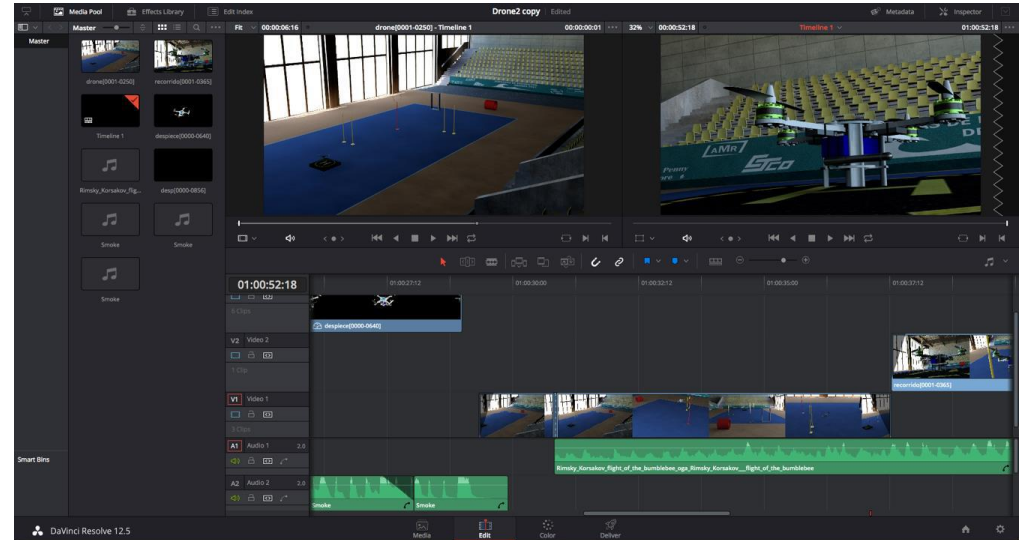 Media Pool Effects Library Edit Index Drone2 copy Edited Metadata Inspector
Master Fit 00:00:06:16 drone[0001-0250] - Timeline 1 00:00:00:01 32% 00:00:52:18 Timeline 1 01:00:52:18
Master
drone[0001-0250] recorrido[0001-0365]
Timeline 1 despiece[0000-0640]
Rimsky_Korsakov_flig... desp[0000-0856]
Smoke Smoke
Smoke
[AMR]
STCO
01:00:52:18 01:00:27:12 01:00:30:00 01:00:32:12 01:00:35:00 01:00:37:12
despiece[0000-0640]
V2 Video 2
1 Clip
recorrido[0001-0365]
V1 Video 1
3 Clips
A1 Audio 1 2.0
Rimsky_Korsakov_flight_of_the_bumblebee_oga_Rimsky_Korsakov__flight_of_the_bumblebee
Smart Bins
A2 Audio 2 2.0
Smoke Smoke
DaVinci Resolve 12.5 Media Edit Color Deliver